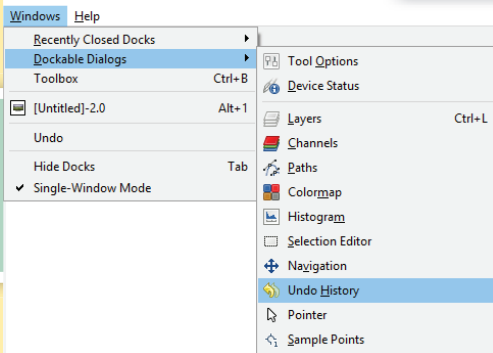 Windows Help
Recently Closed Docks
Dockable Dialogs
Toolbox Ctrl+B
[Untitled]-2.0 Alt+1
Undo
Hide Docks Tab
Single-Window Mode
Tool Options
Device Status
Layers Ctrl+L
Channels
Paths
Colormap
Histogram
Selection Editor
Navigation
Undo History
Pointer
Sample Points